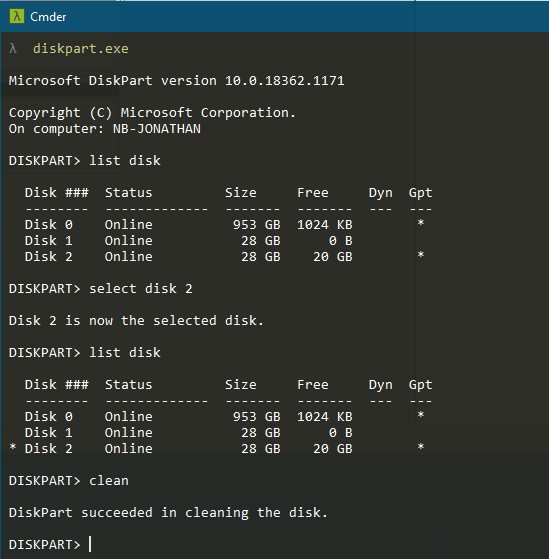 Cmder
λ diskpart.exe
Microsoft DiskPart version 10.0.18362.1171
Copyright (C) Microsoft Corporation.
On computer: NB-JONATHAN
DISKPART> list disk
  Disk ###  Status         Size     Free     Dyn  Gpt
  --------  -------------  -------  -------  ---  ---
  Disk 0    Online          953 GB  1024 KB        *
  Disk 1    Online           28 GB      0 B
  Disk 2    Online           28 GB    20 GB        *
DISKPART> select disk 2
Disk 2 is now the selected disk.
DISKPART> list disk
  Disk ###  Status         Size     Free     Dyn  Gpt
  --------  -------------  -------  -------  ---  ---
  Disk 0    Online          953 GB  1024 KB        *
  Disk 1    Online           28 GB      0 B
* Disk 2    Online           28 GB    20 GB        *
DISKPART> clean
DiskPart succeeded in cleaning the disk.
DISKPART>